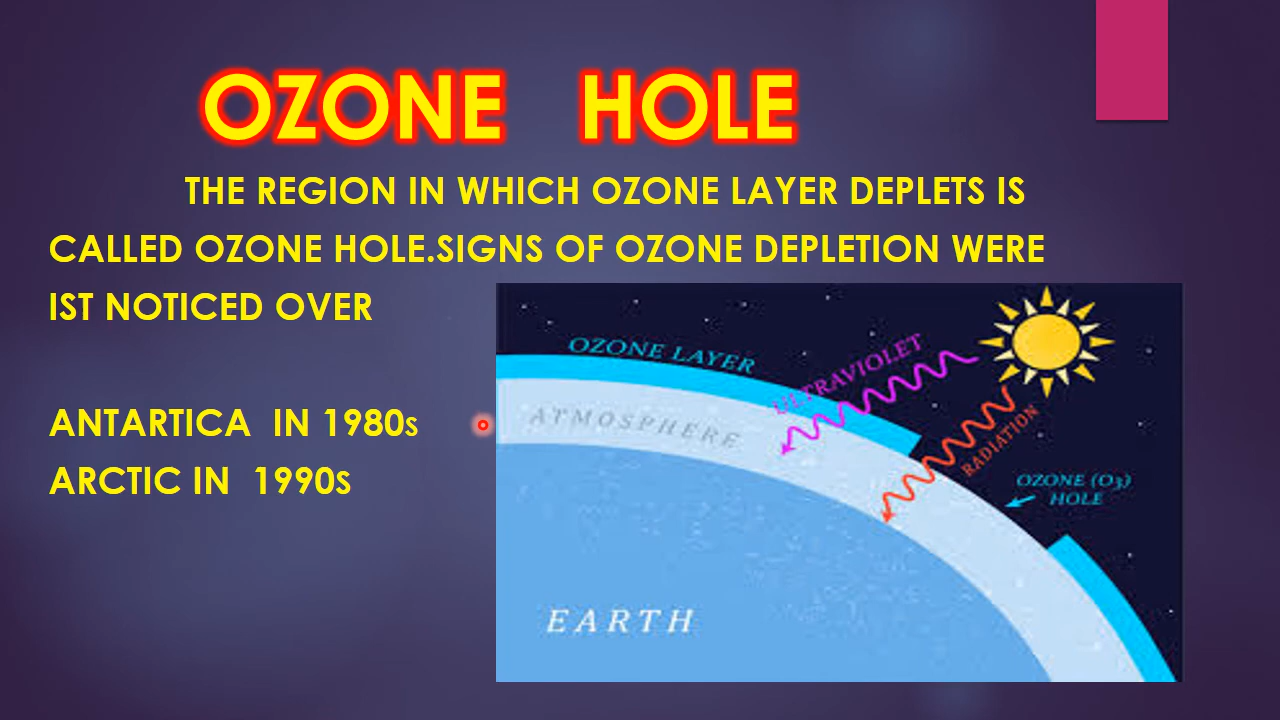 OZONE HOLE
THE REGION IN WHICH OZONE LAYER DEPLETS IS
CALLED OZONE HOLE.SIGNS OF OZONE DEPLETION WERE
IST NOTICED OVER
ANTARTICA IN 1980s
ARCTIC IN 1990s
OZONE LAYER
ULTRAVIOLET
ATMOSPHERE
RADIATION
OZONE (O3)
HOLE
EARTH